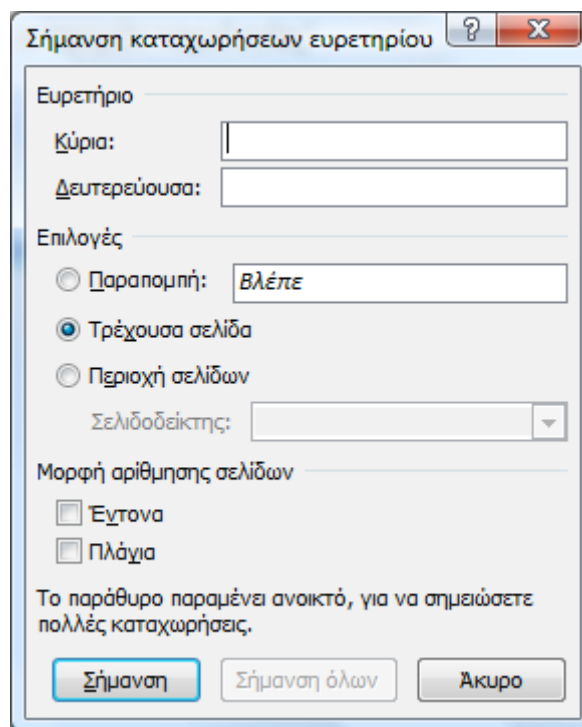 Σήμανση καταχωρήσεων ευρετηρίου
Ευρετήριο
Κύρια:
Δευτερεύουσα:
Επιλογές
Παραπομπή: Βλέπε
Τρέχουσα σελίδα
Περιοχή σελίδων
Σελιδοδείκτης:
Μορφή αρίθμησης σελίδων
Έντονα
Πλάγια
Το παράθυρο παραμένει ανοικτό, για να σημειώσετε
πολλές καταχωρήσεις.
Σήμανση Σήμανση όλων Άκυρο